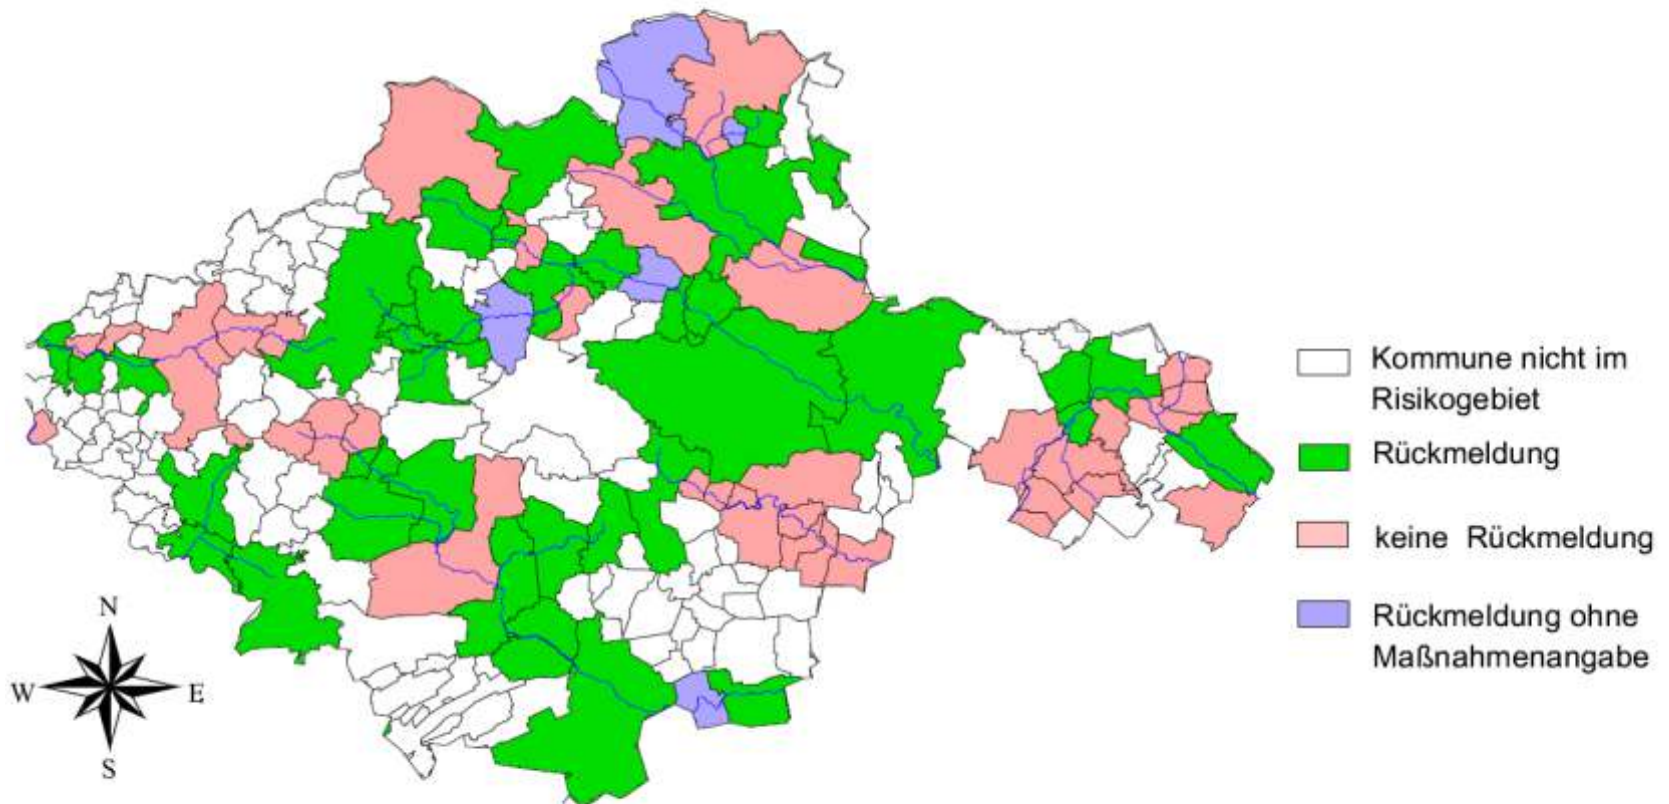 Kommune nicht im
Risikogebiet
Rückmeldung
keine Rückmeldung
Rückmeldung ohne
Maßnahmenangabe
N
W
E
S